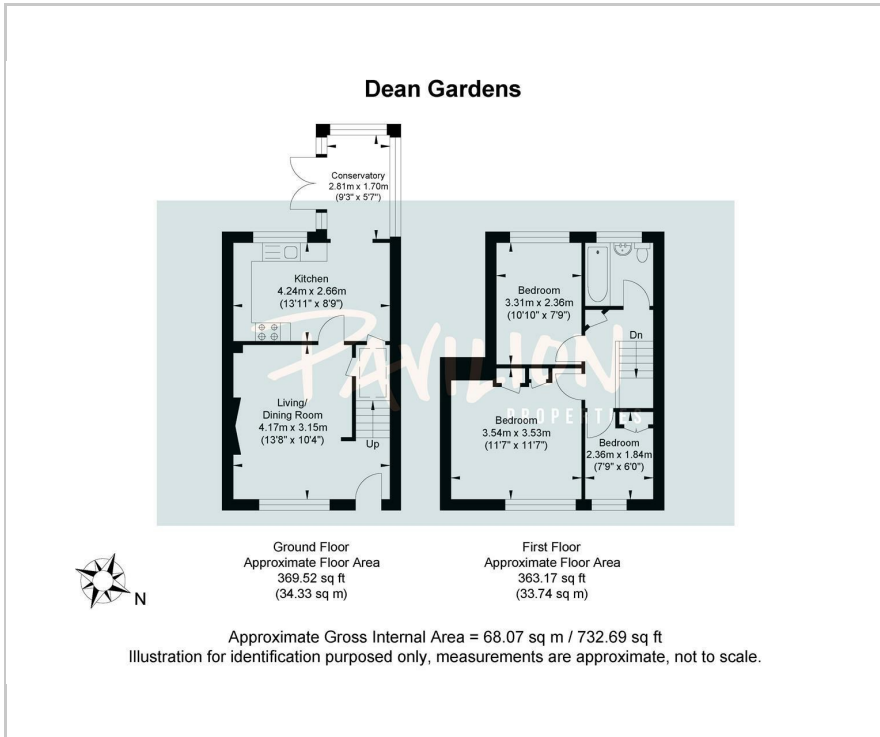 Dean Gardens
Conservatory
2.81m x 1.70m
(9'3" x 5'7")
Kitchen
4.24m x 2.66m
(13'11" x 8'9")
Living/
Dining Room
4.17m x 3.15m
(13'8" x 10'4")
Up
Bedroom
3.31m x 2.36m
(10'10" x 7'9")
Dn
Bedroom
3.54m x 3.53m
(11'7" x 11'7")
Bedroom
2.36m x 1.84m
(7'9" x 6'0")
PAVILION
PROPERTIES
N
Ground Floor
Approximate Floor Area
369.52 sq ft
(34.33 sq m)
First Floor
Approximate Floor Area
363.17 sq ft
(33.74 sq m)
Approximate Gross Internal Area = 68.07 sq m / 732.69 sq ft
Illustration for identification purposed only, measurements are approximate, not to scale.